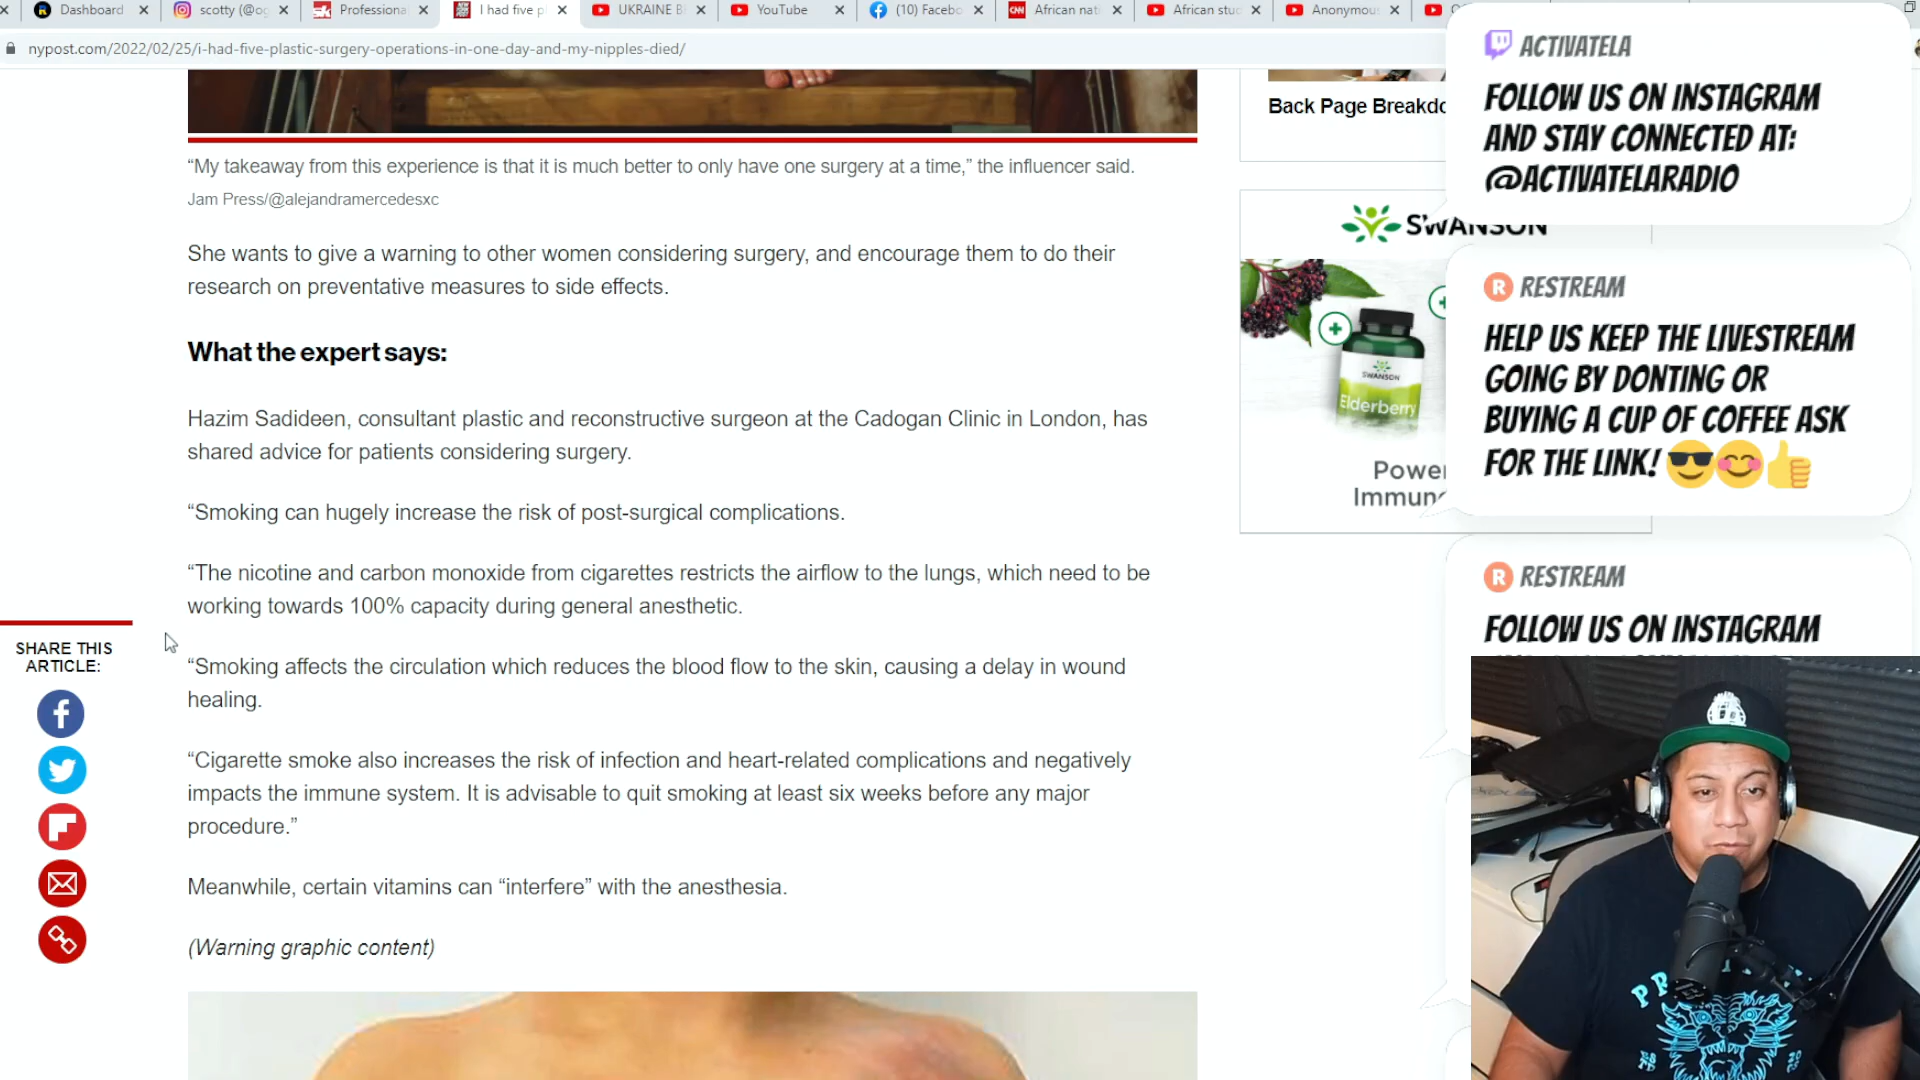 Dashboard
scotty (@og
Professiona
I had five p
UKRAINE B
YouTube
(10) Facebo
African nati
African stud
Anonymou
nypost.com/2022/02/25/i-had-five-plastic-surgery-operations-in-one-day-and-my-nipples-died/
“My takeaway from this experience is that it is much better to only have one surgery at a time,” the influencer said.
Jam Press/@alejandramercedesxc
She wants to give a warning to other women considering surgery, and encourage them to do their
research on preventative measures to side effects.
What the expert says:
Hazim Sadideen, consultant plastic and reconstructive surgeon at the Cadogan Clinic in London, has
shared advice for patients considering surgery.
“Smoking can hugely increase the risk of post-surgical complications.
“The nicotine and carbon monoxide from cigarettes restricts the airflow to the lungs, which need to be
working towards 100% capacity during general anesthetic.
“Smoking affects the circulation which reduces the blood flow to the skin, causing a delay in wound
healing.
“Cigarette smoke also increases the risk of infection and heart-related complications and negatively
impacts the immune system. It is advisable to quit smoking at least six weeks before any major
procedure.”
Meanwhile, certain vitamins can “interfere” with the anesthesia.
(Warning graphic content)
SHARE THIS
ARTICLE:
Back Page Breakdo
SWANSON
SWANSON
Elderberry
Power
Immun
ACTIVATELA
FOLLOW US ON INSTAGRAM
AND STAY CONNECTED AT:
@ACTIVATELARADIO
RESTREAM
HELP US KEEP THE LIVESTREAM
GOING BY DONTING OR
BUYING A CUP OF COFFEE ASK
FOR THE LINK! 😎😊👍
RESTREAM
FOLLOW US ON INSTAGRAM